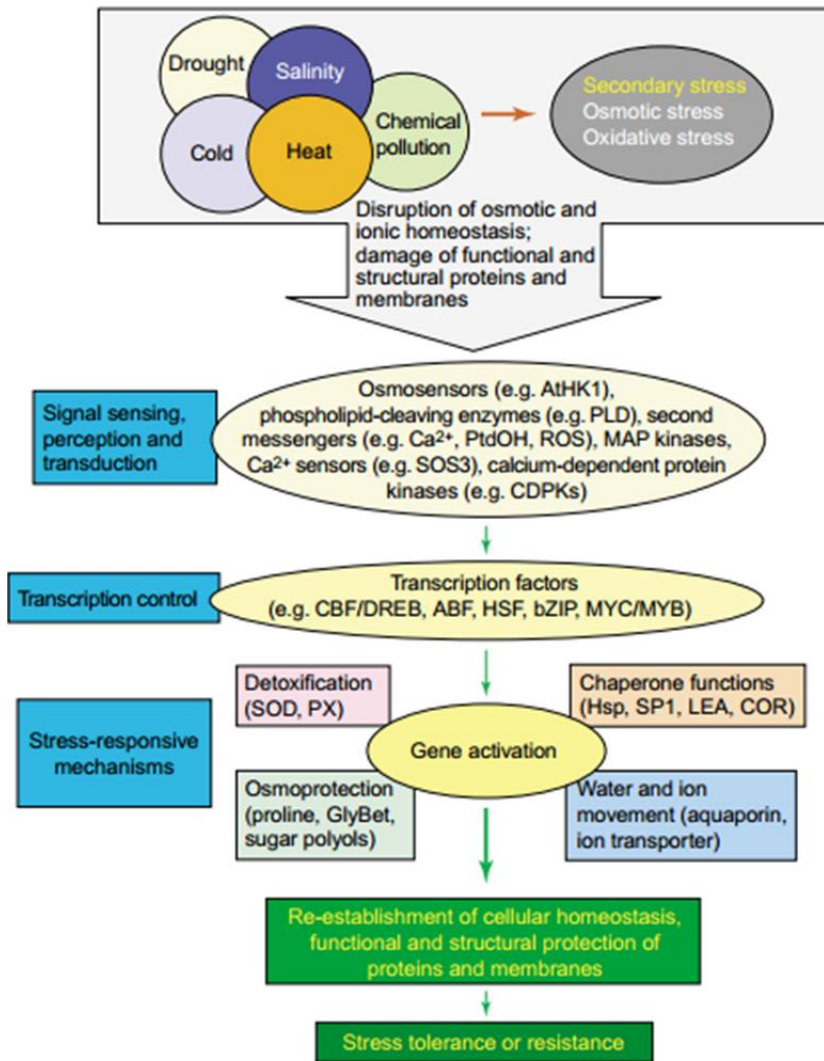 Drought
Salinity
Cold
Heat
Chemical
pollution
Secondary stress
Osmotic stress
Oxidative stress
Disruption of osmotic and
ionic homeostasis;
damage of functional and
structural proteins and
membranes
Signal sensing,
perception and
transduction
Osmosensors (e.g. AtHK1),
phospholipid-cleaving enzymes (e.g. PLD), second
messengers (e.g. Ca²⁺, PtdOH, ROS), MAP kinases,
Ca²⁺ sensors (e.g. SOS3), calcium-dependent protein
kinases (e.g. CDPKs)
Transcription control
Transcription factors
(e.g. CBF/DREB, ABF, HSF, bZIP, MYC/MYB)
Stress-responsive
mechanisms
Detoxification
(SOD, PX)
Chaperone functions
(Hsp, SP1, LEA, COR)
Gene activation
Osmoprotection
(proline, GlyBet,
sugar polyols)
Water and ion
movement (aquaporin,
ion transporter)
Re-establishment of cellular homeostasis,
functional and structural protection of
proteins and membranes
Stress tolerance or resistance